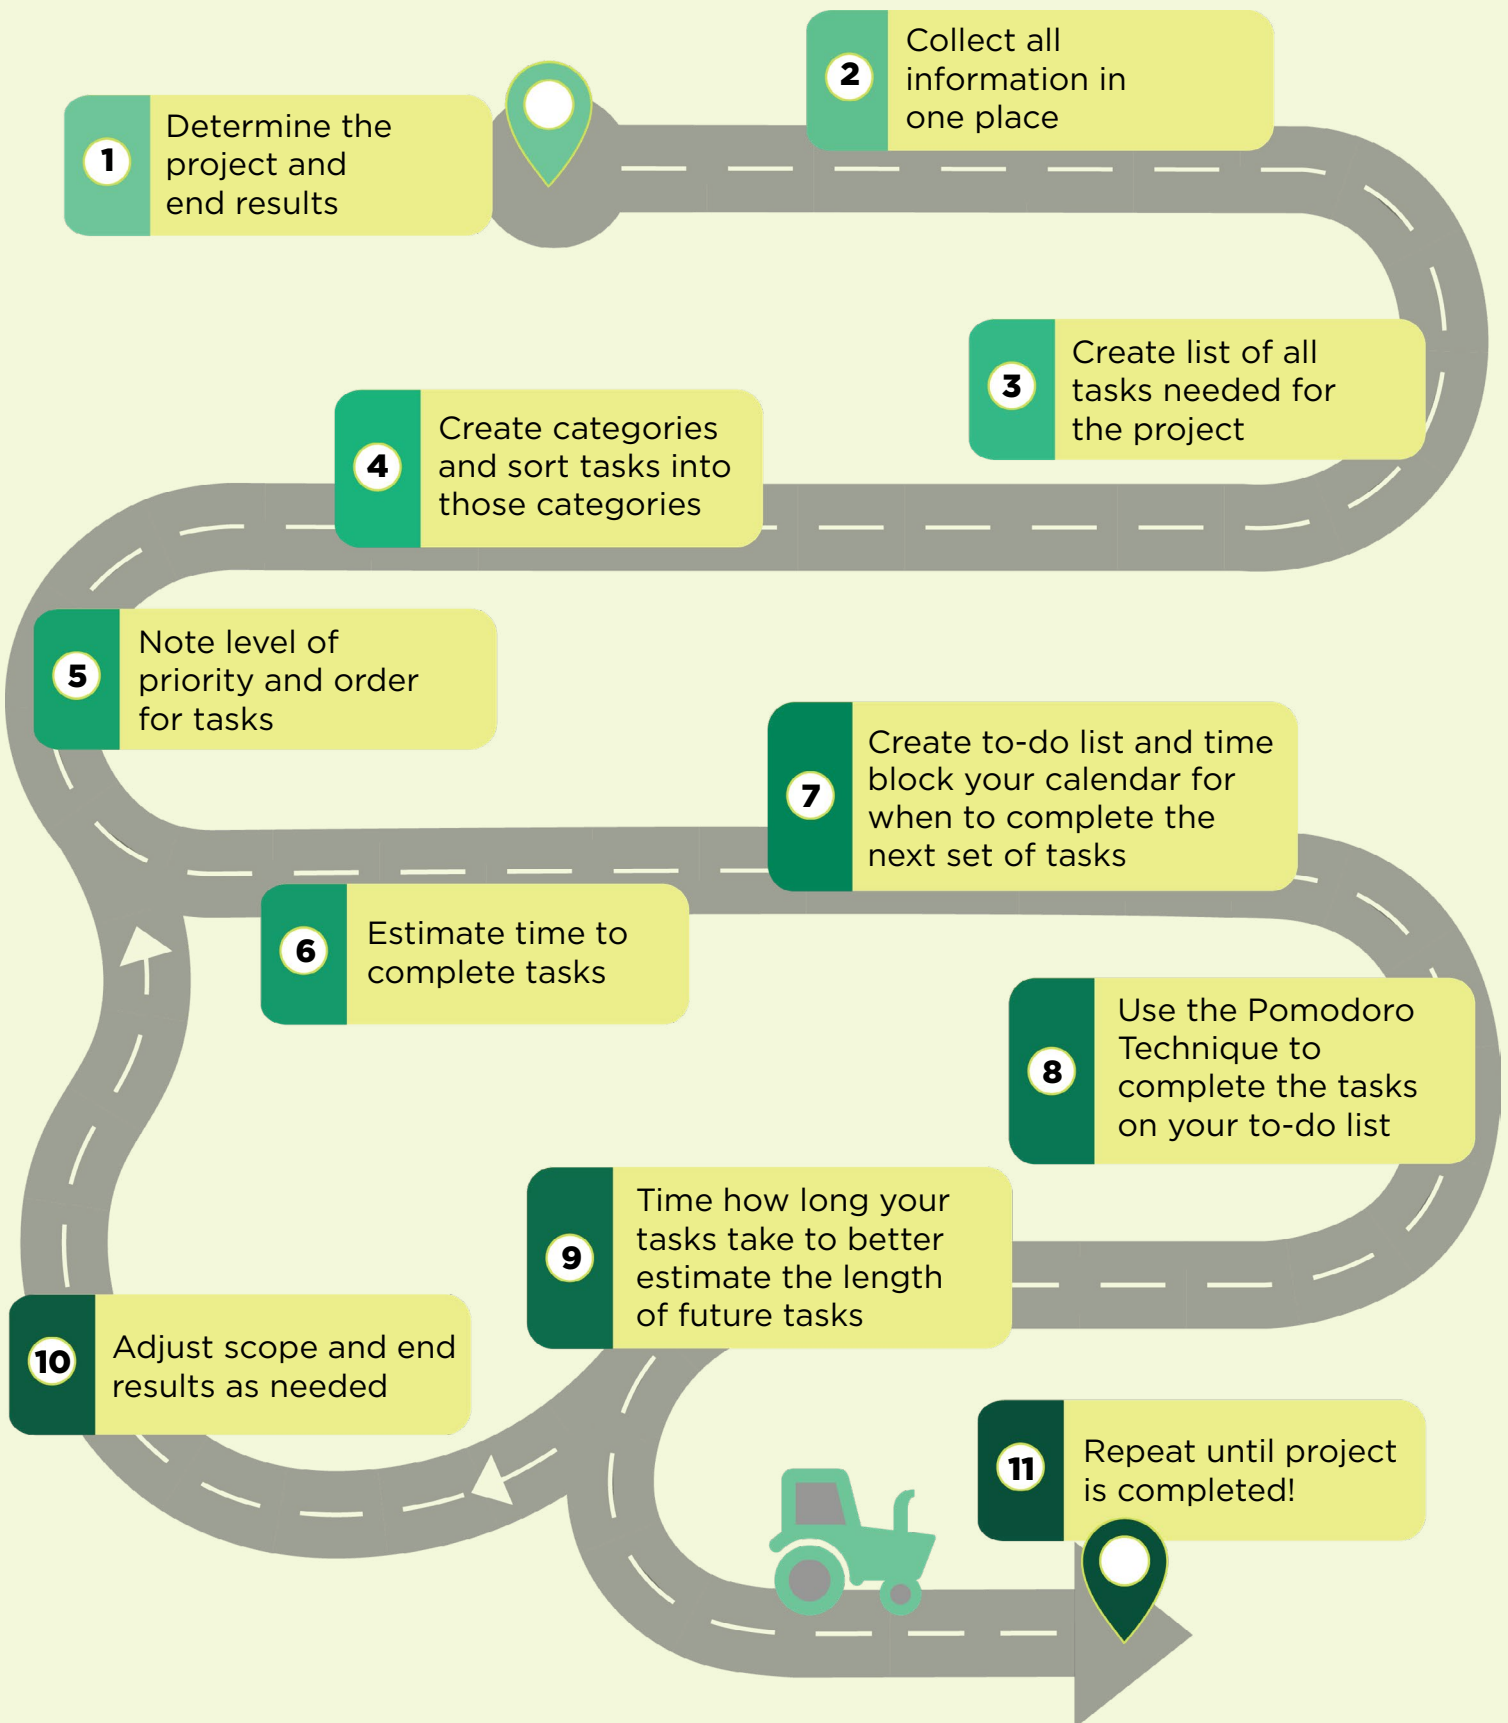 1
Determine the
project and
end results
2
Collect all
information in
one place
3
Create list of all
tasks needed for
the project
4
Create categories
and sort tasks into
those categories
5
Note level of
priority and order
for tasks
6
Estimate time to
complete tasks
7
Create to-do list and time
block your calendar for
when to complete the
next set of tasks
8
Use the Pomodoro
Technique to
complete the tasks
on your to-do list
9
Time how long your
tasks take to better
estimate the length
of future tasks
10
Adjust scope and end
results as needed
11
Repeat until project
is completed!